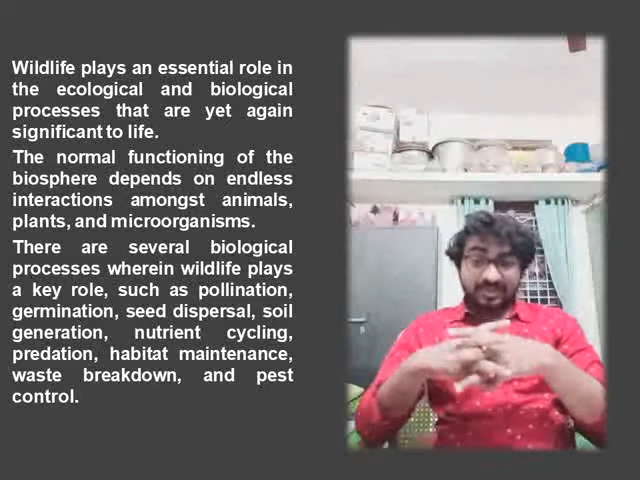 Wildlife plays an essential role in
the ecological and biological
processes that are yet again
significant to life.
The normal functioning of the
biosphere depends on endless
interactions amongst animals,
plants, and microorganisms.
There are several biological
processes wherein wildlife plays
a key role, such as pollination,
germination, seed dispersal, soil
generation, nutrient cycling,
predation, habitat maintenance,
waste breakdown, and pest
control.